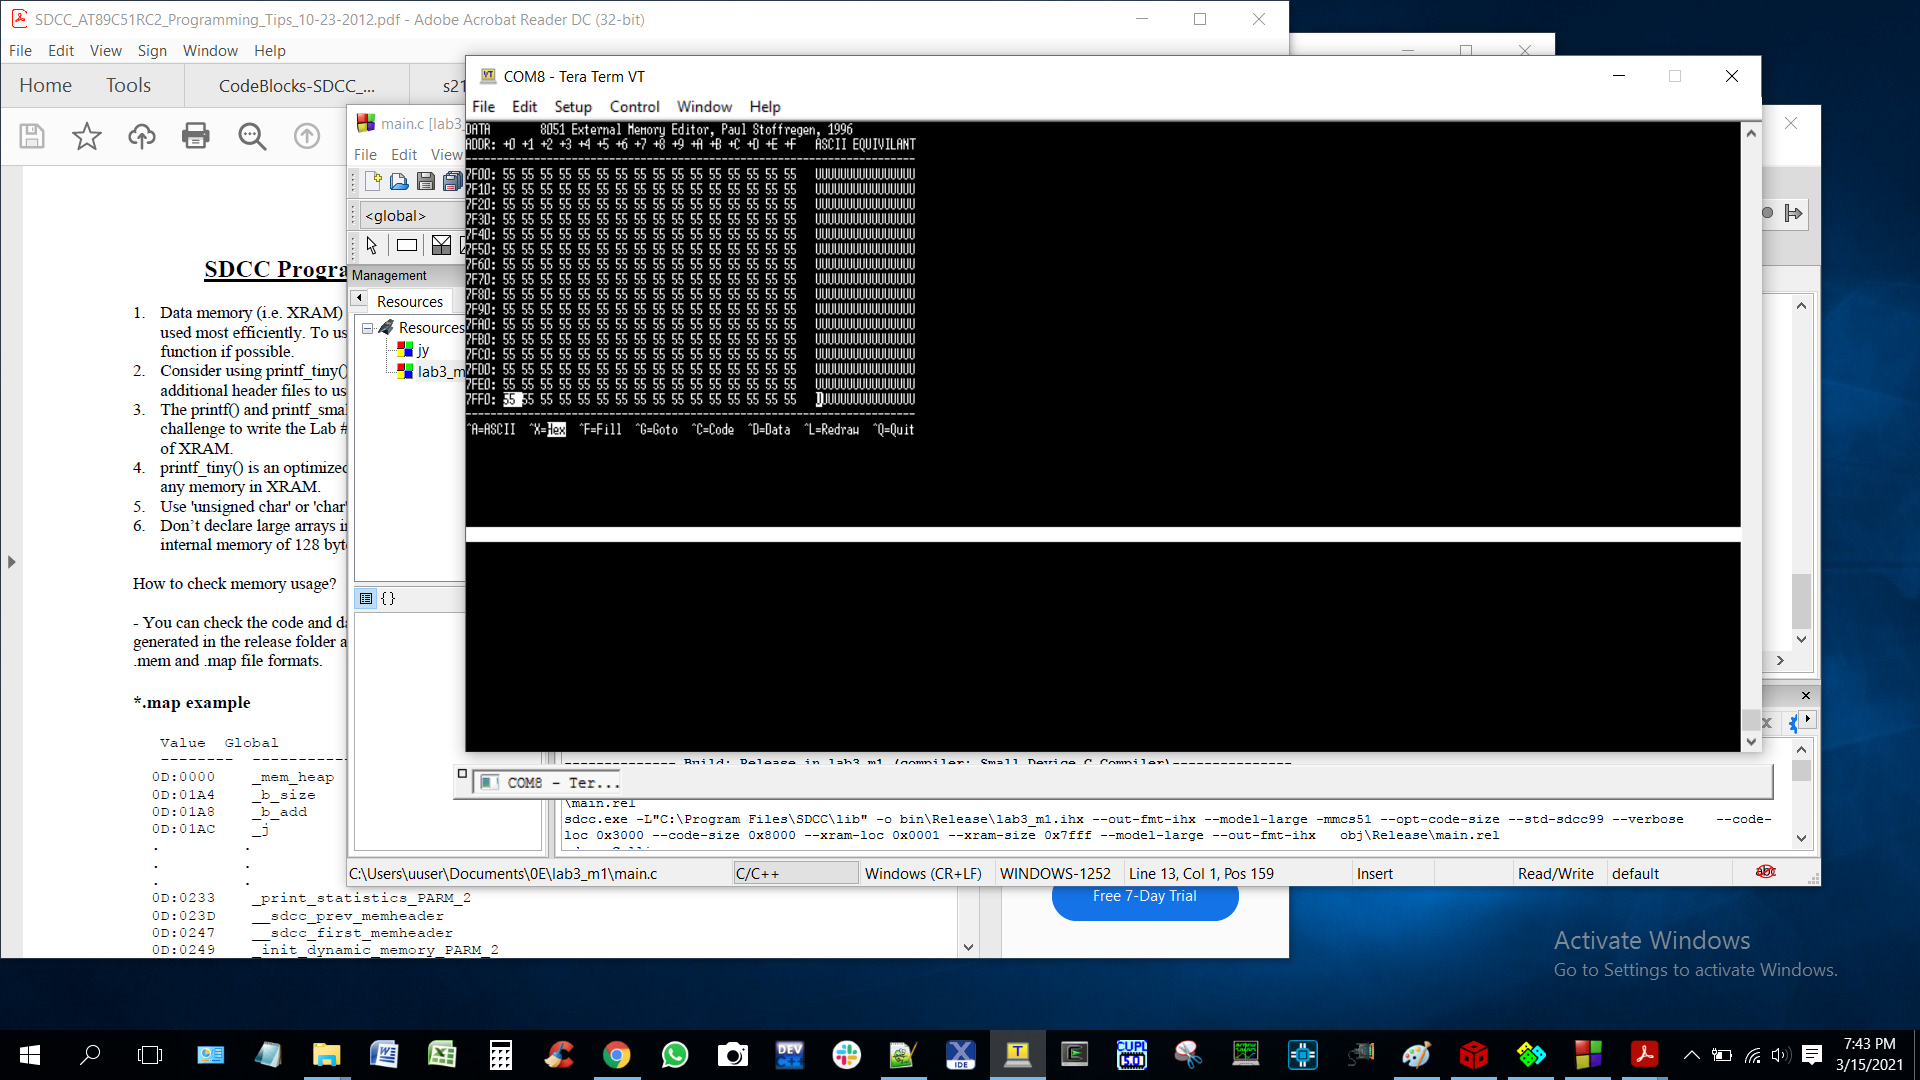 SDCC_AT89C51RC2_Programming_Tips_10-23-2012.pdf - Adobe Acrobat Reader DC (32-bit)
File Edit View Sign Window Help
Home Tools CodeBlocks-SDCC_... s21
SDCC Progra
1. Data memory (i.e. XRAM)
used most efficiently. To us
function if possible.
2. Consider using printf_tiny()
additional header files to us
3. The printf() and printf_smal
challenge to write the Lab #
of XRAM.
4. printf_tiny() is an optimized
any memory in XRAM.
5. Use 'unsigned char' or 'char'
6. Don't declare large arrays in
internal memory of 128 byt
How to check memory usage?
- You can check the code and da
generated in the release folder a
.mem and .map file formats.
*.map example
Value Global
-------- ------------
0D:0000 _mem_heap
0D:01A4 _b_size
0D:01A8 _b_add
0D:01AC _j
. .
. .
. .
0D:0233 _print_statistics_PARM_2
0D:023D __sdcc_prev_memheader
0D:0247 __sdcc_first_memheader
0D:0249 _init_dynamic_memory_PARM_2
Free 7-Day Trial
main.c [lab3_
File Edit View
<global>
Management
Resources
Resources
jy
lab3_m
{}
COM8 - Tera Term VT
File Edit Setup Control Window Help
DATA 8051 External Memory Editor, Paul Stoffregen, 1996
ADDR: +0 +1 +2 +3 +4 +5 +6 +7 +8 +9 +A +B +C +D +E +F ASCII EQUIVILANT
7F00: 55 55 55 55 55 55 55 55 55 55 55 55 55 55 55 55 UUUUUUUUUUUUUUUU
7F10: 55 55 55 55 55 55 55 55 55 55 55 55 55 55 55 55 UUUUUUUUUUUUUUUU
7F20: 55 55 55 55 55 55 55 55 55 55 55 55 55 55 55 55 UUUUUUUUUUUUUUUU
7F30: 55 55 55 55 55 55 55 55 55 55 55 55 55 55 55 55 UUUUUUUUUUUUUUUU
7F40: 55 55 55 55 55 55 55 55 55 55 55 55 55 55 55 55 UUUUUUUUUUUUUUUU
7F50: 55 55 55 55 55 55 55 55 55 55 55 55 55 55 55 55 UUUUUUUUUUUUUUUU
7F60: 55 55 55 55 55 55 55 55 55 55 55 55 55 55 55 55 UUUUUUUUUUUUUUUU
7F70: 55 55 55 55 55 55 55 55 55 55 55 55 55 55 55 55 UUUUUUUUUUUUUUUU
7F80: 55 55 55 55 55 55 55 55 55 55 55 55 55 55 55 55 UUUUUUUUUUUUUUUU
7F90: 55 55 55 55 55 55 55 55 55 55 55 55 55 55 55 55 UUUUUUUUUUUUUUUU
7FA0: 55 55 55 55 55 55 55 55 55 55 55 55 55 55 55 55 UUUUUUUUUUUUUUUU
7FB0: 55 55 55 55 55 55 55 55 55 55 55 55 55 55 55 55 UUUUUUUUUUUUUUUU
7FC0: 55 55 55 55 55 55 55 55 55 55 55 55 55 55 55 55 UUUUUUUUUUUUUUUU
7FD0: 55 55 55 55 55 55 55 55 55 55 55 55 55 55 55 55 UUUUUUUUUUUUUUUU
7FE0: 55 55 55 55 55 55 55 55 55 55 55 55 55 55 55 55 UUUUUUUUUUUUUUUU
7FF0: 55 55 55 55 55 55 55 55 55 55 55 55 55 55 55 55 UUUUUUUUUUUUUUUU
^A=ASCII ^X=Hex ^F=Fill ^G=Goto ^C=Code ^D=Data ^L=Redraw ^Q=Quit
-------------- Build: Release in lab3_m1 (compiler: Small Device C Compiler)---------------
COM8 - Ter...
\main.rel
sdcc.exe -L"C:\Program Files\SDCC\lib" -o bin\Release\lab3_m1.ihx --out-fmt-ihx --model-large -mmcs51 --opt-code-size --std-sdcc99 --verbose --code-
loc 0x3000 --code-size 0x8000 --xram-loc 0x0001 --xram-size 0x7fff --model-large --out-fmt-ihx obj\Release\main.rel
C:\Users\uuser\Documents\0E\lab3_m1\main.c C/C++ Windows (CR+LF) WINDOWS-1252 Line 13, Col 1, Pos 159 Insert Read/Write default
Activate Windows
Go to Settings to activate Windows.
7:43 PM
3/15/2021